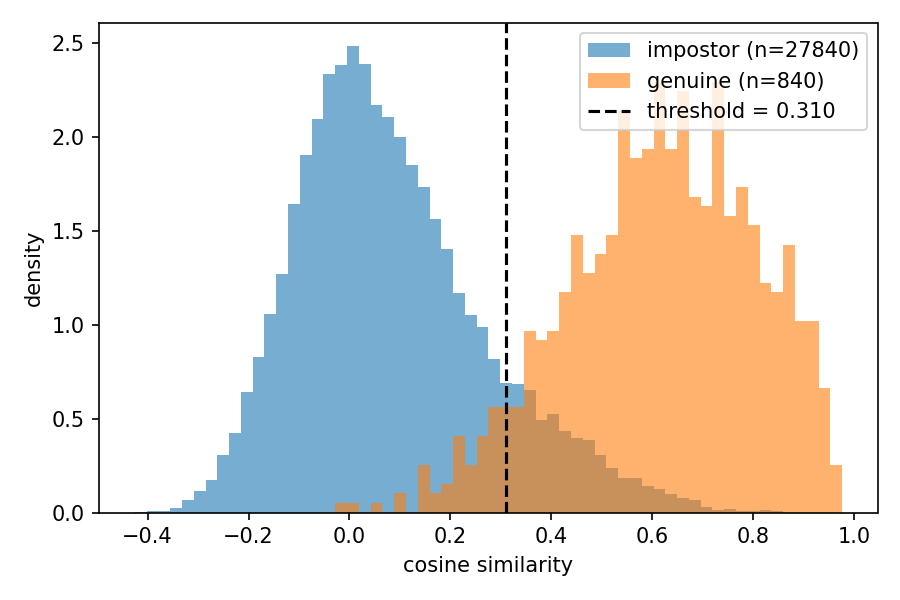 2.5
2.0
1.5
1.0
0.5
0.0
density
impostor (n=27840)
genuine (n=840)
threshold = 0.310
−0.4 −0.2 0.0 0.2 0.4 0.6 0.8 1.0
cosine similarity